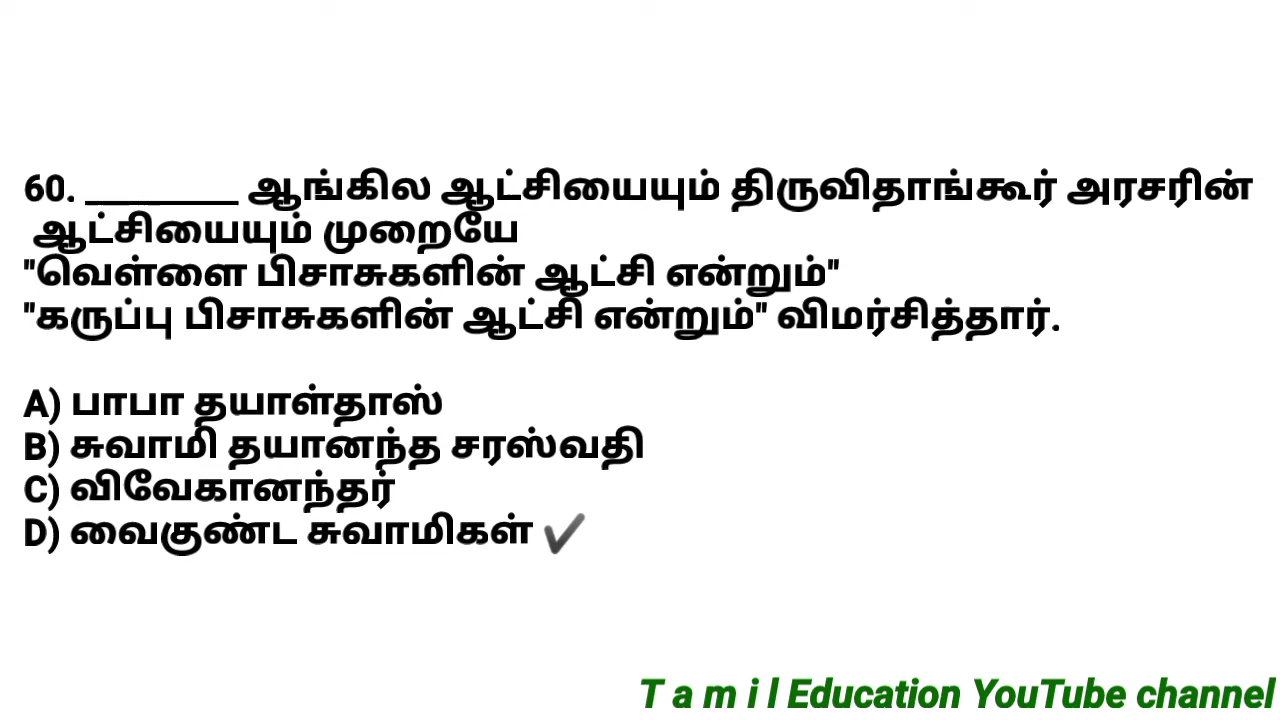 60. ________ ஆங்கில ஆட்சியையும் திருவிதாங்கூர் அரசரின்
ஆட்சியையும் முறையே
"வெள்ளை பிசாசுகளின் ஆட்சி என்றும்"
"கருப்பு பிசாசுகளின் ஆட்சி என்றும்" விமர்சித்தார்.
A) பாபா தயாள்தாஸ்
B) சுவாமி தயானந்த சரஸ்வதி
C) விவேகானந்தர்
D) வைகுண்ட சுவாமிகள் ✔
T a m i l Education YouTube channel